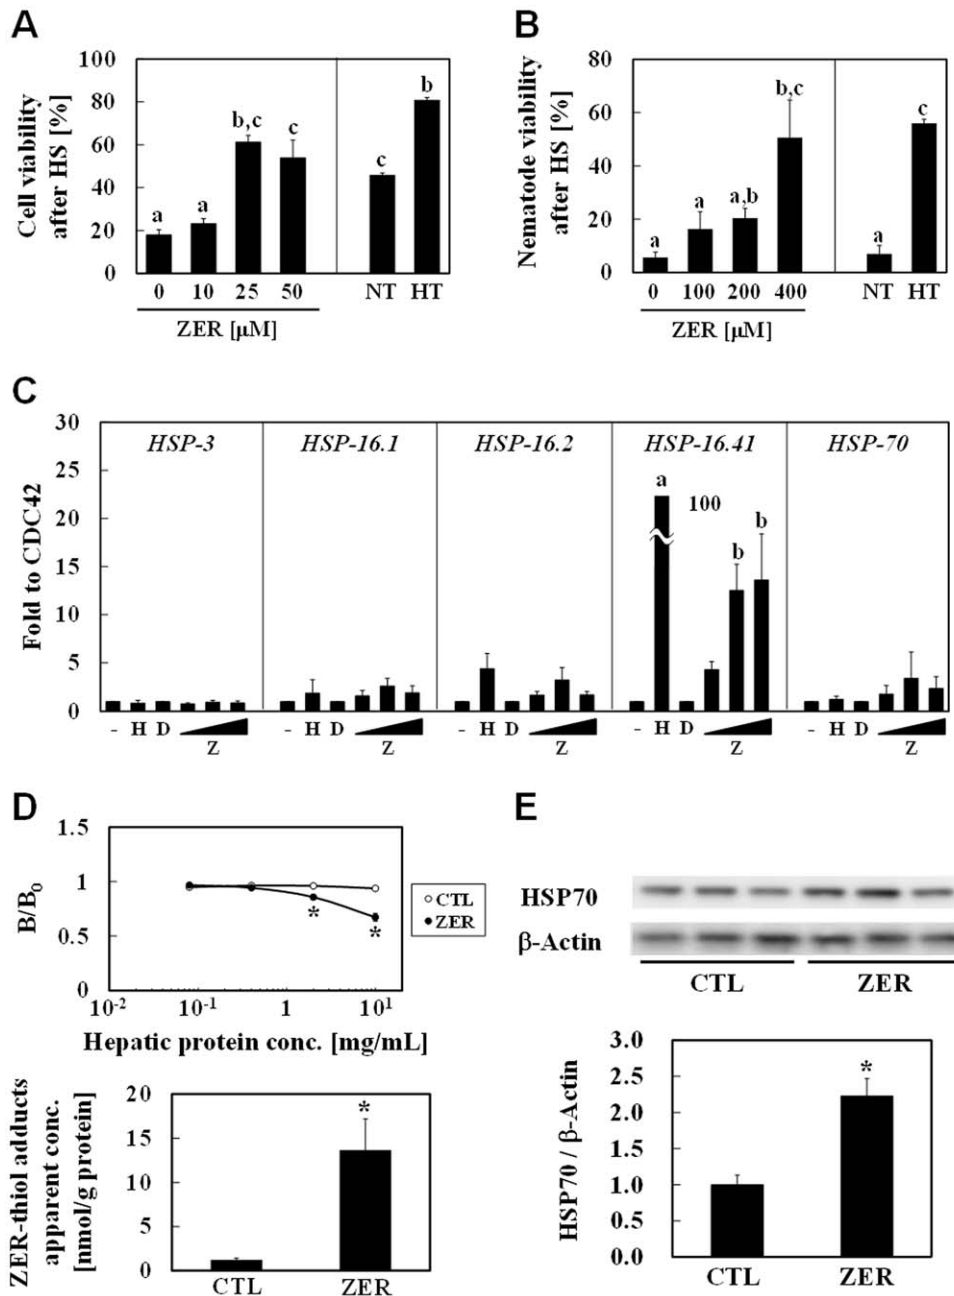 A
Cell viability
after HS [%]
100
80
60
40
20
0
a
a
b,c
c
c
b
0 10 25 50 NT HT
ZER [μM]
B
Nematode viability
after HS [%]
80
60
40
20
0
a
a
a,b
b,c
a
c
0 100 200 400 NT HT
ZER [μM]
C
Fold to CDC42
30
25
20
15
10
5
0
HSP-3 HSP-16.1 HSP-16.2 HSP-16.41 HSP-70
a
100
b
b
- H D - H D - H D - H D - H D
Z Z Z Z Z
D
B/B0
1.5
1
0.5
0
* *
CTL
ZER
10-2 10-1 1 101
Hepatic protein conc. [mg/mL]
ZER-thiol adducts
apparent conc.
[nmol/g protein]
20
15
10
5
0
*
CTL ZER
E
HSP70
β-Actin
CTL ZER
HSP70 / β-Actin
3.0
2.5
2.0
1.5
1.0
0.5
0.0
*
CTL ZER